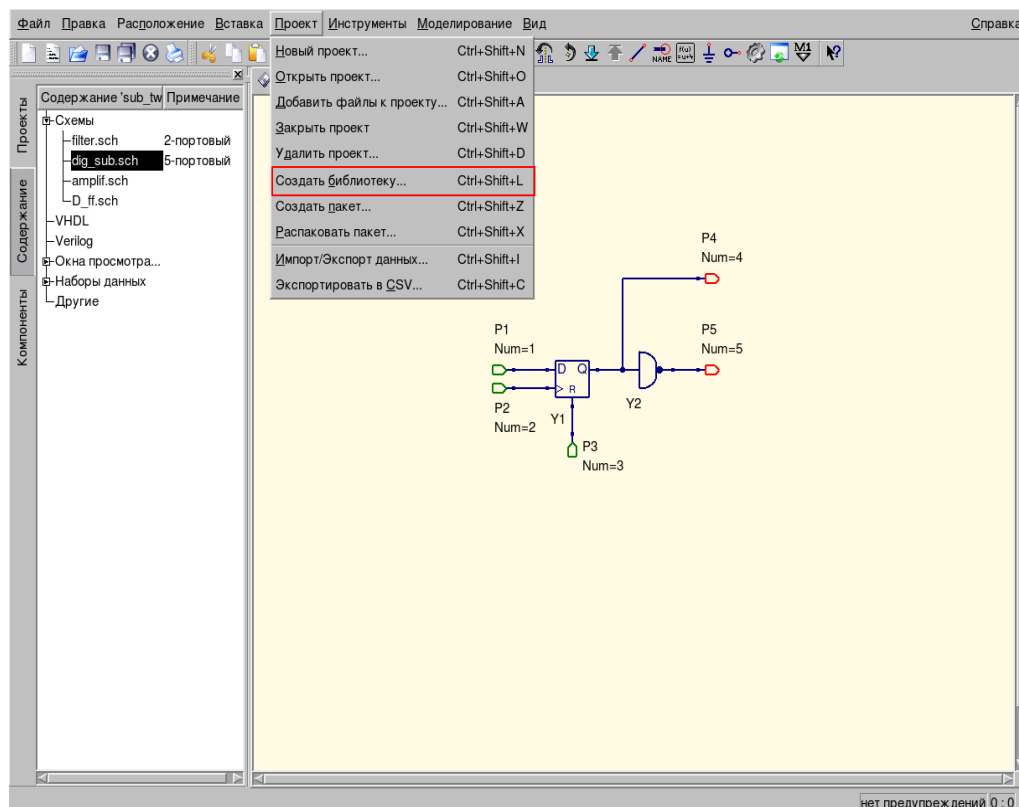 Файл Правка Расположение Вставка Проект Инструменты Моделирование Вид Справка
NAME
Новый проект... Ctrl+Shift+N
Открыть проект... Ctrl+Shift+O
Добавить файлы к проекту... Ctrl+Shift+A
Закрыть проект Ctrl+Shift+W
Удалить проект... Ctrl+Shift+D
Создать библиотеку... Ctrl+Shift+L
Создать пакет... Ctrl+Shift+Z
Распаковать пакет... Ctrl+Shift+X
Импорт/Экспорт данных... Ctrl+Shift+I
Экспортировать в CSV... Ctrl+Shift+C
Проекты
Содержание
Компоненты
Содержание 'sub_tw Примечание
Схемы
filter.sch 2-портовый
dig_sub.sch 5-портовый
amplif.sch
D_ff.sch
VHDL
Verilog
Окна просмотра...
Наборы данных
Другие
P4
Num=4
P1
Num=1
P5
Num=5
D Q
R
P2
Num=2
Y1
Y2
P3
Num=3
нет предупреждений 0 : 0